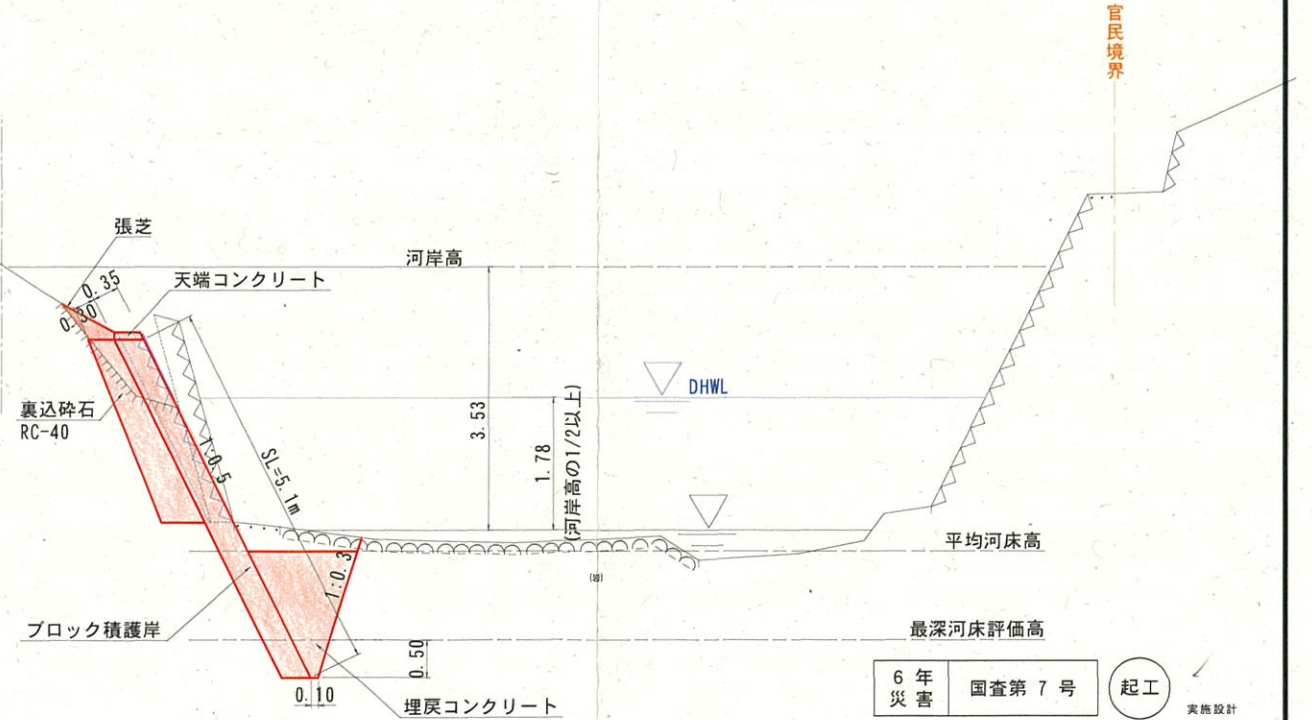 官民境界
張芝
河岸高
0.35
天端コンクリート
0.30
DHWL
裏込砕石
RC-40
3.53
1.78
(河岸高の1/2以上)
1:0.5
SL=5.1m
平均河床高
1:0.3
ブロック積護岸
最深河床評価高
0.50
0.10
埋戻コンクリート
6年
災害
国査第 7 号
起工
実施設計